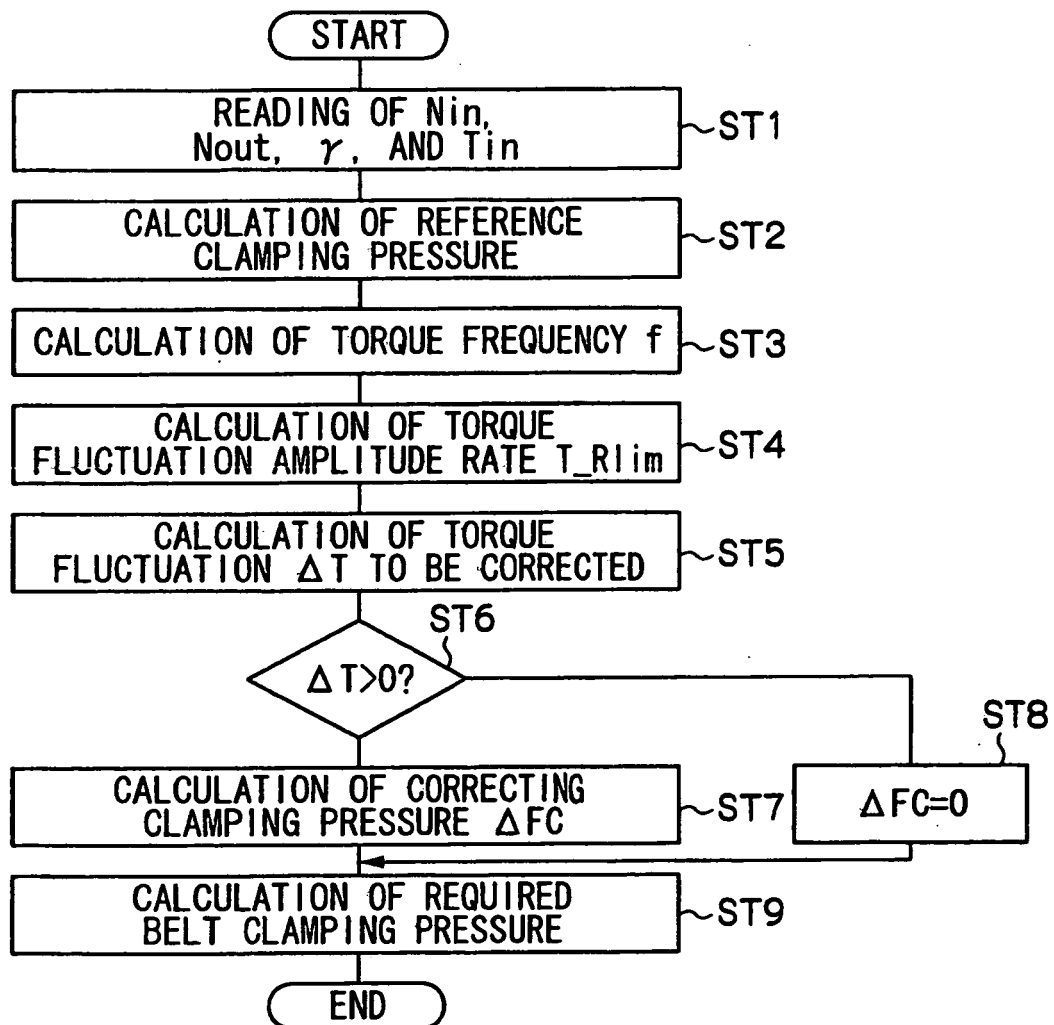 START
READING OF Nin,
Nout, γ, AND Tin
ST1
CALCULATION OF REFERENCE
CLAMPING PRESSURE
ST2
CALCULATION OF TORQUE FREQUENCY f
ST3
CALCULATION OF TORQUE
FLUCTUATION AMPLITUDE RATE T_Rlim
ST4
CALCULATION OF TORQUE
FLUCTUATION ΔT TO BE CORRECTED
ST5
ST6
ΔT>0?
ST8
ΔFC=0
CALCULATION OF CORRECTING
CLAMPING PRESSURE ΔFC
ST7
CALCULATION OF REQUIRED
BELT CLAMPING PRESSURE
ST9
END